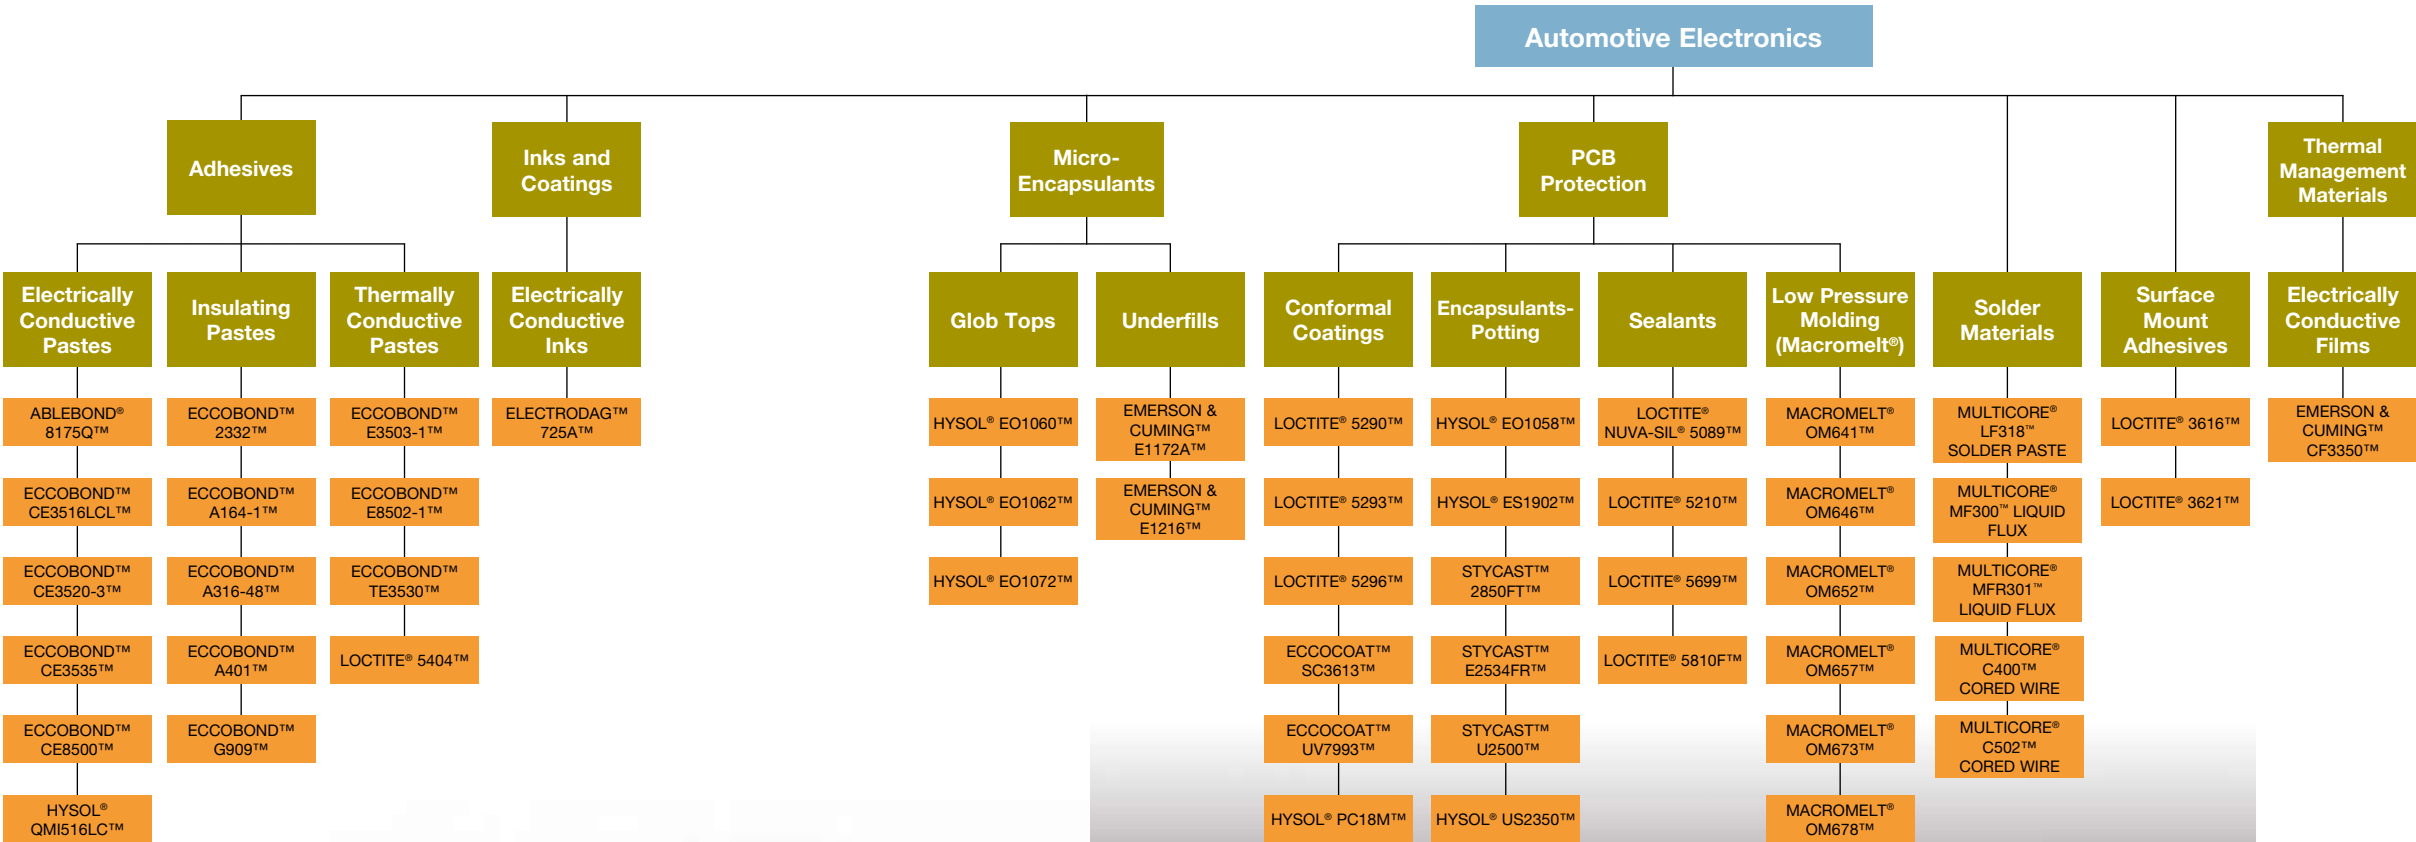 Automotive Electronics
Adhesives
Inks and
Coatings
Micro-
Encapsulants
PCB
Protection
Thermal
Management
Materials
Electrically
Conductive
Pastes
Insulating
Pastes
Thermally
Conductive
Pastes
Electrically
Conductive
Inks
Glob Tops
Underfills
Conformal
Coatings
Encapsulants-
Potting
Sealants
Low Pressure
Molding
(Macromelt®)
Solder
Materials
Surface
Mount
Adhesives
Electrically
Conductive
Films
ABLEBOND®
8175Q™
ECCOBOND™
CE3516LCL™
ECCOBOND™
CE3520-3™
ECCOBOND™
CE3535™
ECCOBOND™
CE8500™
HYSOL®
QMI516LC™
ECCOBOND™
2332™
ECCOBOND™
A164-1™
ECCOBOND™
A316-48™
ECCOBOND™
A401™
ECCOBOND™
G909™
ECCOBOND™
E3503-1™
ECCOBOND™
E8502-1™
ECCOBOND™
TE3530™
LOCTITE® 5404™
ELECTRODAG™
725A™
HYSOL® EO1060™
HYSOL® EO1062™
HYSOL® EO1072™
EMERSON &
CUMING™
E1172A™
EMERSON &
CUMING™
E1216™
LOCTITE® 5290™
LOCTITE® 5293™
LOCTITE® 5296™
ECCOCOAT™
SC3613™
ECCOCOAT™
UV7993™
HYSOL® PC18M™
HYSOL® EO1058™
HYSOL® ES1902™
STYCAST™
2850FT™
STYCAST™
E2534FR™
STYCAST™
U2500™
HYSOL® US2350™
LOCTITE®
NUVA-SIL® 5089™
LOCTITE® 5210™
LOCTITE® 5699™
LOCTITE® 5810F™
MACROMELT®
OM641™
MACROMELT®
OM646™
MACROMELT®
OM652™
MACROMELT®
OM657™
MACROMELT®
OM673™
MACROMELT®
OM678™
MULTICORE®
LF318™
SOLDER PASTE
MULTICORE®
MF300™ LIQUID
FLUX
MULTICORE®
MFR301™
LIQUID FLUX
MULTICORE®
C400™
CORED WIRE
MULTICORE®
C502™
CORED WIRE
LOCTITE® 3616™
LOCTITE® 3621™
EMERSON &
CUMING™
CF3350™